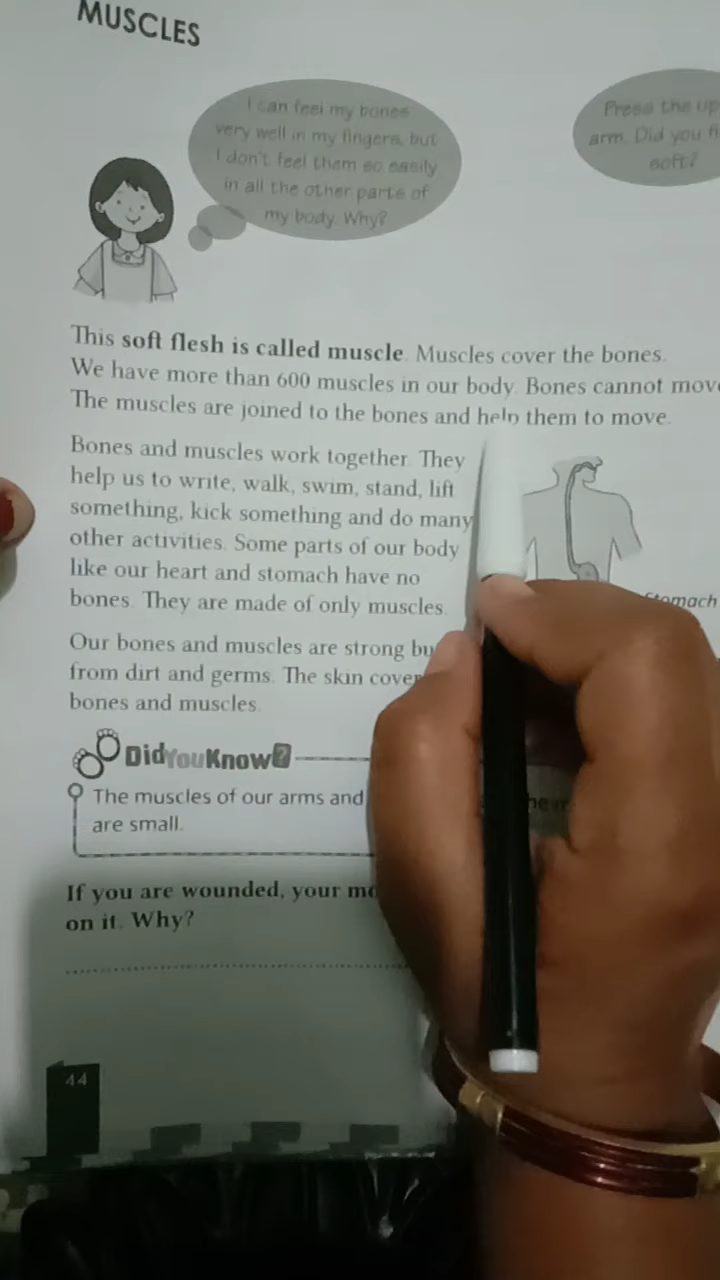 MUSCLES
I can feel my bones
very well in my fingers, but
I don't feel them so easily
in all the other parts of
my body. Why?
Press the up
arm. Did you f
soft?
This soft flesh is called muscle. Muscles cover the bones.
We have more than 600 muscles in our body. Bones cannot mov
The muscles are joined to the bones and help them to move.
Bones and muscles work together. They
help us to write, walk, swim, stand, lift
something, kick something and do many
other activities. Some parts of our body
like our heart and stomach have no
bones. They are made of only muscles.
Stomach
Our bones and muscles are strong bu
from dirt and germs. The skin cover
bones and muscles.
DidYouKnow?
The muscles of our arms and
are small.
If you are wounded, your mo
on it. Why?
44